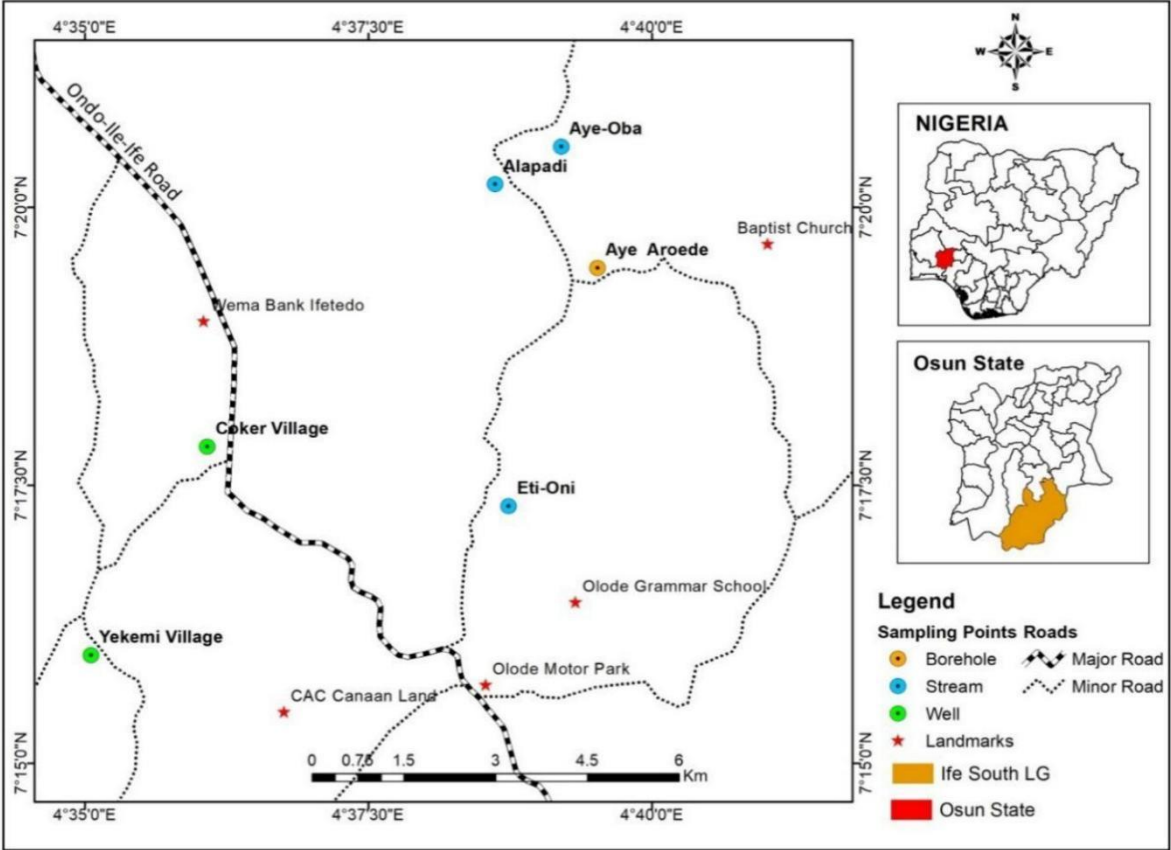 4°35'0"E 4°37'30"E 4°40'0"E
N
W E
S
Ondo-Ile-Ife Road
Aye-Oba
Alapadi
7°20'0"N 7°20'0"N
Baptist Church
Aye Aroede
Wema Bank Ifetedo
Coker Village
7°17'30"N 7°17'30"N
Eti-Oni
Olode Grammar School
Yekemi Village
Olode Motor Park
CAC Canaan Land
7°15'0"N 7°15'0"N
0 0.75 1.5 3 4.5 6
Km
4°35'0"E 4°37'30"E 4°40'0"E
NIGERIA
Osun State
Legend
Sampling Points Roads
Borehole Major Road
Stream Minor Road
Well
Landmarks
Ife South LG
Osun State